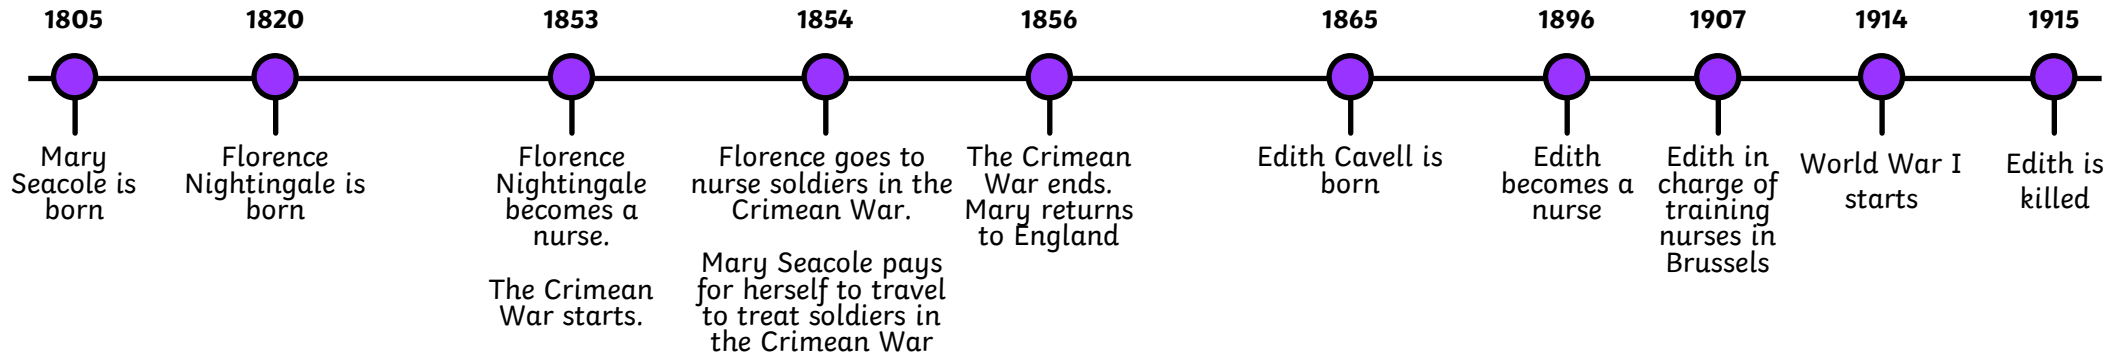 1805
Mary
Seacole is
born
1820
Florence
Nightingale is
born
1853
Florence
Nightingale
becomes a
nurse.
The Crimean
War starts.
1854
Florence goes to
nurse soldiers in the
Crimean War.
Mary Seacole pays
for herself to travel
to treat soldiers in
the Crimean War
1856
The Crimean
War ends.
Mary returns
to England
1865
Edith Cavell is
born
1896
Edith
becomes a
nurse
1907
Edith in
charge of
training
nurses in
Brussels
1914
World War I
starts
1915
Edith is
killed